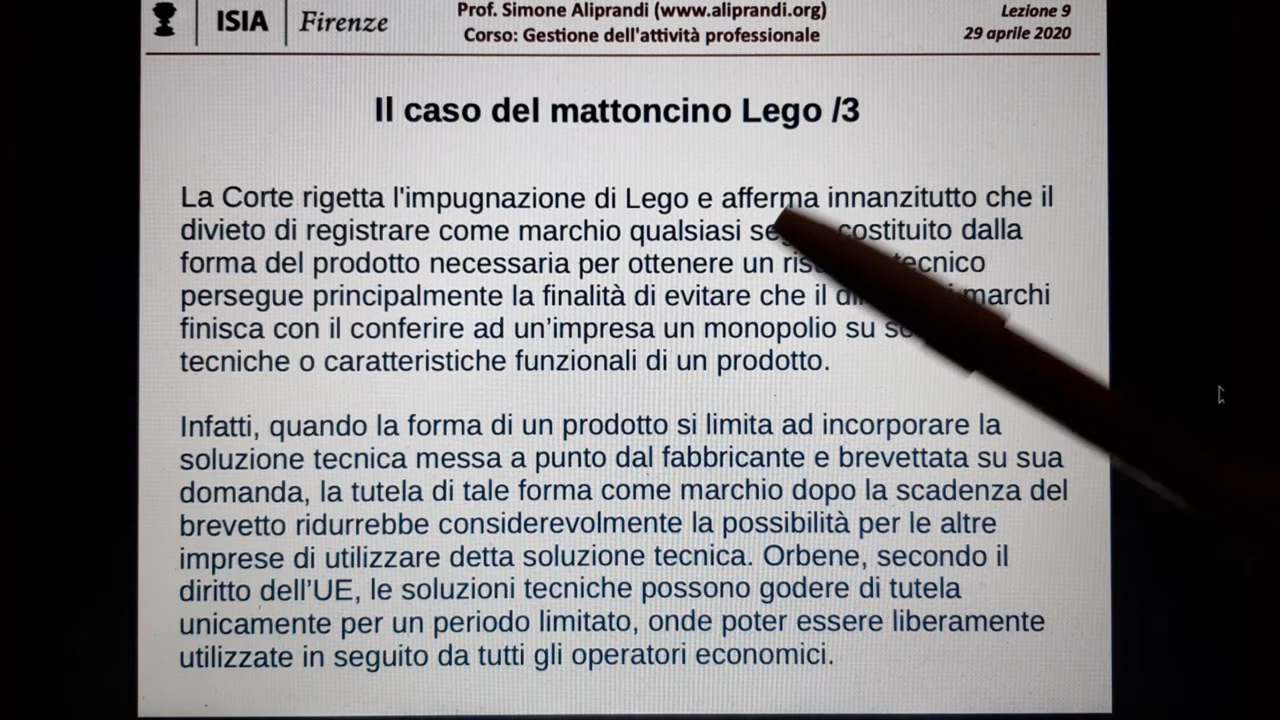 ISIA Firenze
Prof. Simone Aliprandi (www.aliprandi.org)
Corso: Gestione dell'attività professionale
Lezione 9
29 aprile 2020
Il caso del mattoncino Lego /3
La Corte rigetta l'impugnazione di Lego e afferma innanzitutto che il
divieto di registrare come marchio qualsiasi costituito dalla
forma del prodotto necessaria per ottenere un tecnico
persegue principalmente la finalità di evitare che il marchi
finisca con il conferire ad un’impresa un monopolio su
tecniche o caratteristiche funzionali di un prodotto.
Infatti, quando la forma di un prodotto si limita ad incorporare la
soluzione tecnica messa a punto dal fabbricante e brevettata su sua
domanda, la tutela di tale forma come marchio dopo la scadenza del
brevetto ridurrebbe considerevolmente la possibilità per le altre
imprese di utilizzare detta soluzione tecnica. Orbene, secondo il
diritto dell’UE, le soluzioni tecniche possono godere di tutela
unicamente per un periodo limitato, onde poter essere liberamente
utilizzate in seguito da tutti gli operatori economici.